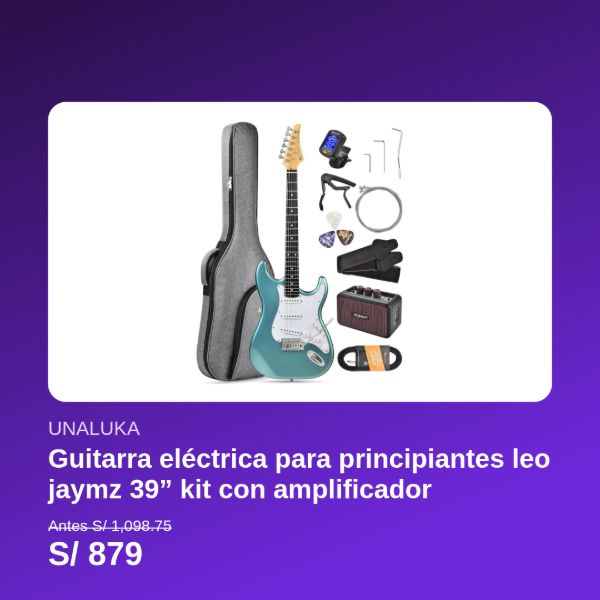 UNALUKA
Guitarra eléctrica para principiantes leo
jaymz 39” kit con amplificador
Antes S/ 1,098.75
S/ 879